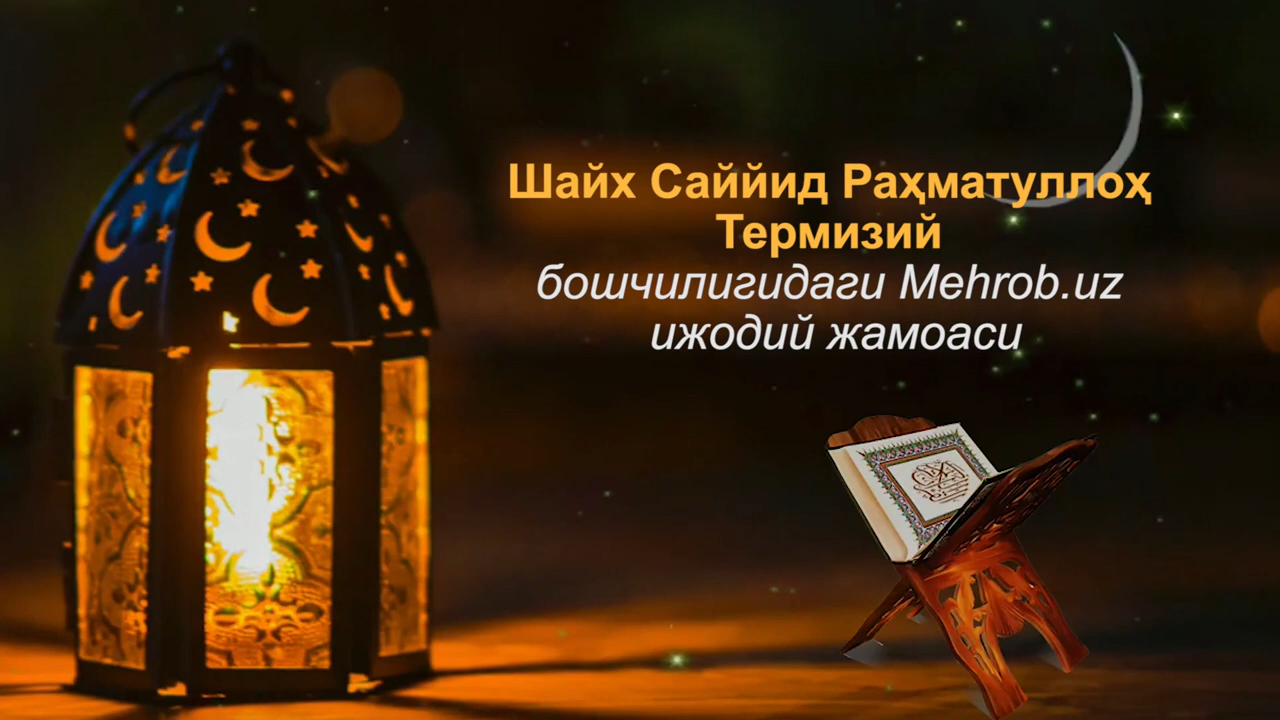 Шайх Саййид Раҳматуллоҳ
Термизий
бошчилигидаги Mehrob.uz
ижодий жамоаси